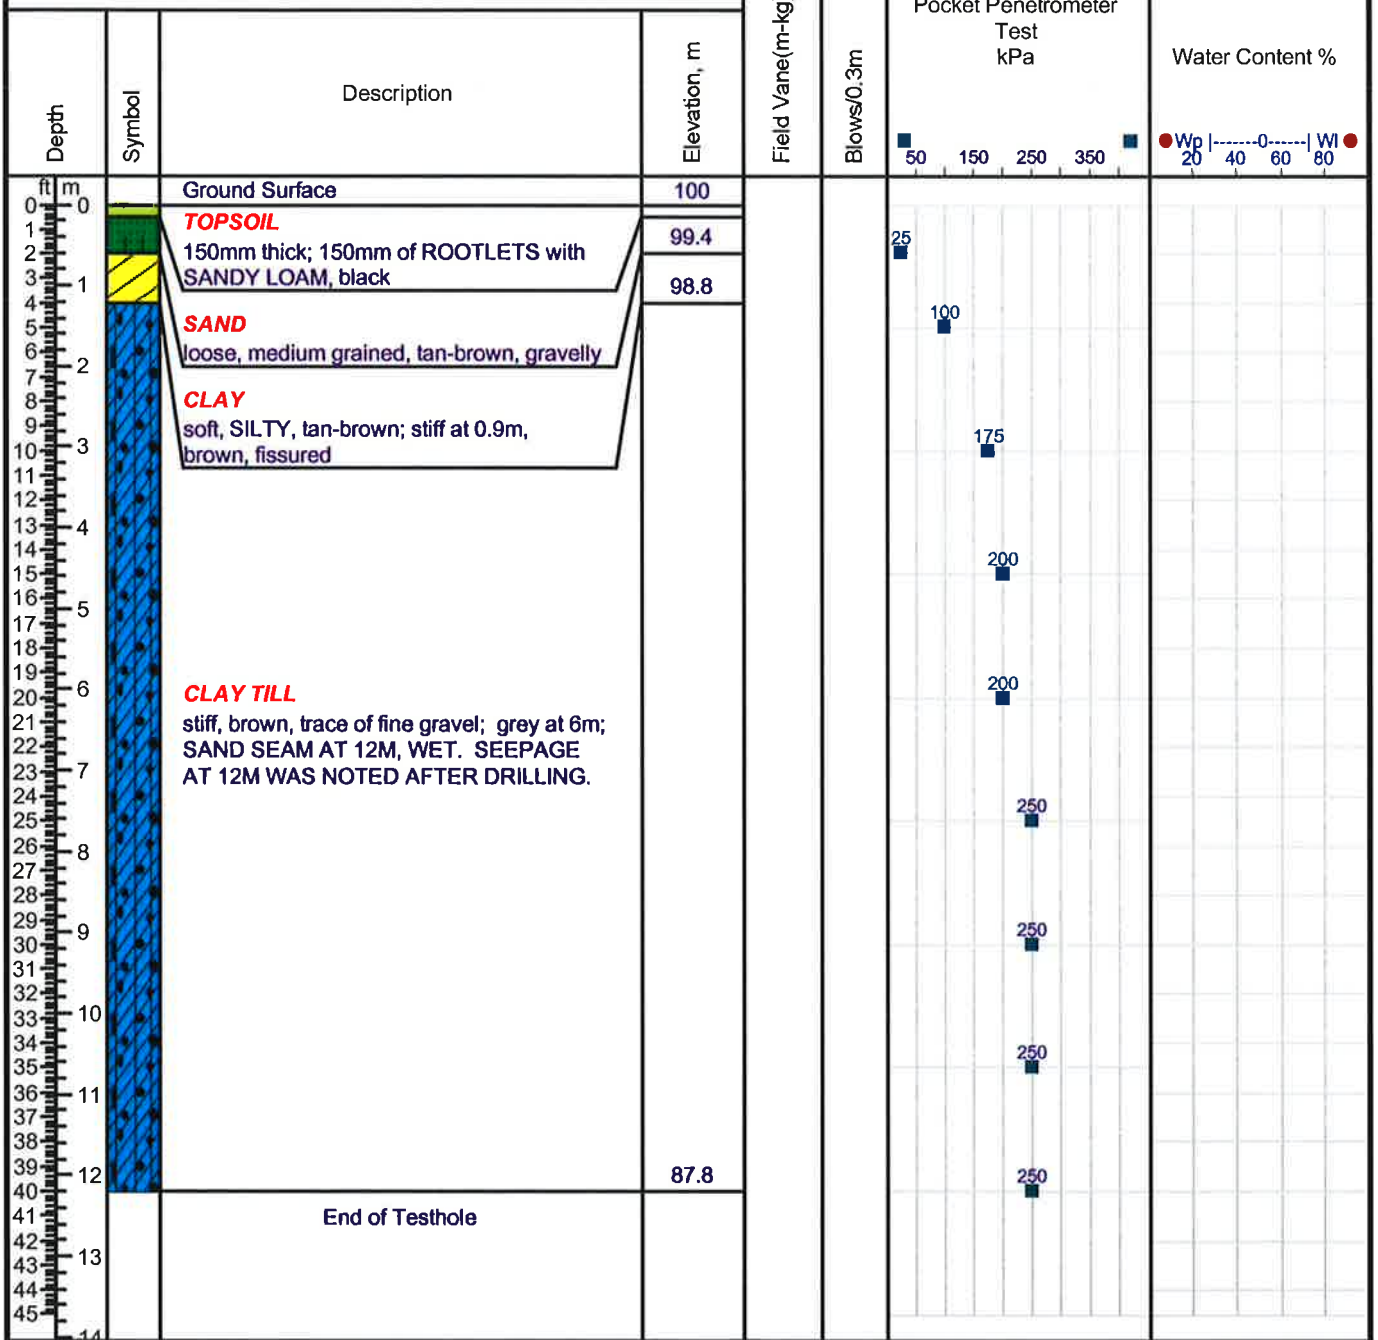 Depth
Symbol
Description
Elevation, m
Field Vane(m-kg
Blows/0.3m
Pocket Penetrometer
Test
kPa
50 150 250 350
Water Content %
Wp |-------0------| Wl
20 40 60 80
ft m
Ground Surface 100
TOPSOIL
150mm thick; 150mm of ROOTLETS with
SANDY LOAM, black
99.4
98.8
SAND
loose, medium grained, tan-brown, gravelly
CLAY
soft, SILTY, tan-brown; stiff at 0.9m,
brown, fissured
CLAY TILL
stiff, brown, trace of fine gravel; grey at 6m;
SAND SEAM AT 12M, WET. SEEPAGE
AT 12M WAS NOTED AFTER DRILLING.
87.8
End of Testhole
0 0
1
2
3 1
4
5
6 2
7
8
9
10 3
11
12
13 4
14
15
16 5
17
18
19
20 6
21
22
23 7
24
25
26 8
27
28
29 9
30
31
32
33 10
34
35
36 11
37
38
39 12
40
41
42
43 13
44
45
14
25
100
175
200
200
250
250
250
250